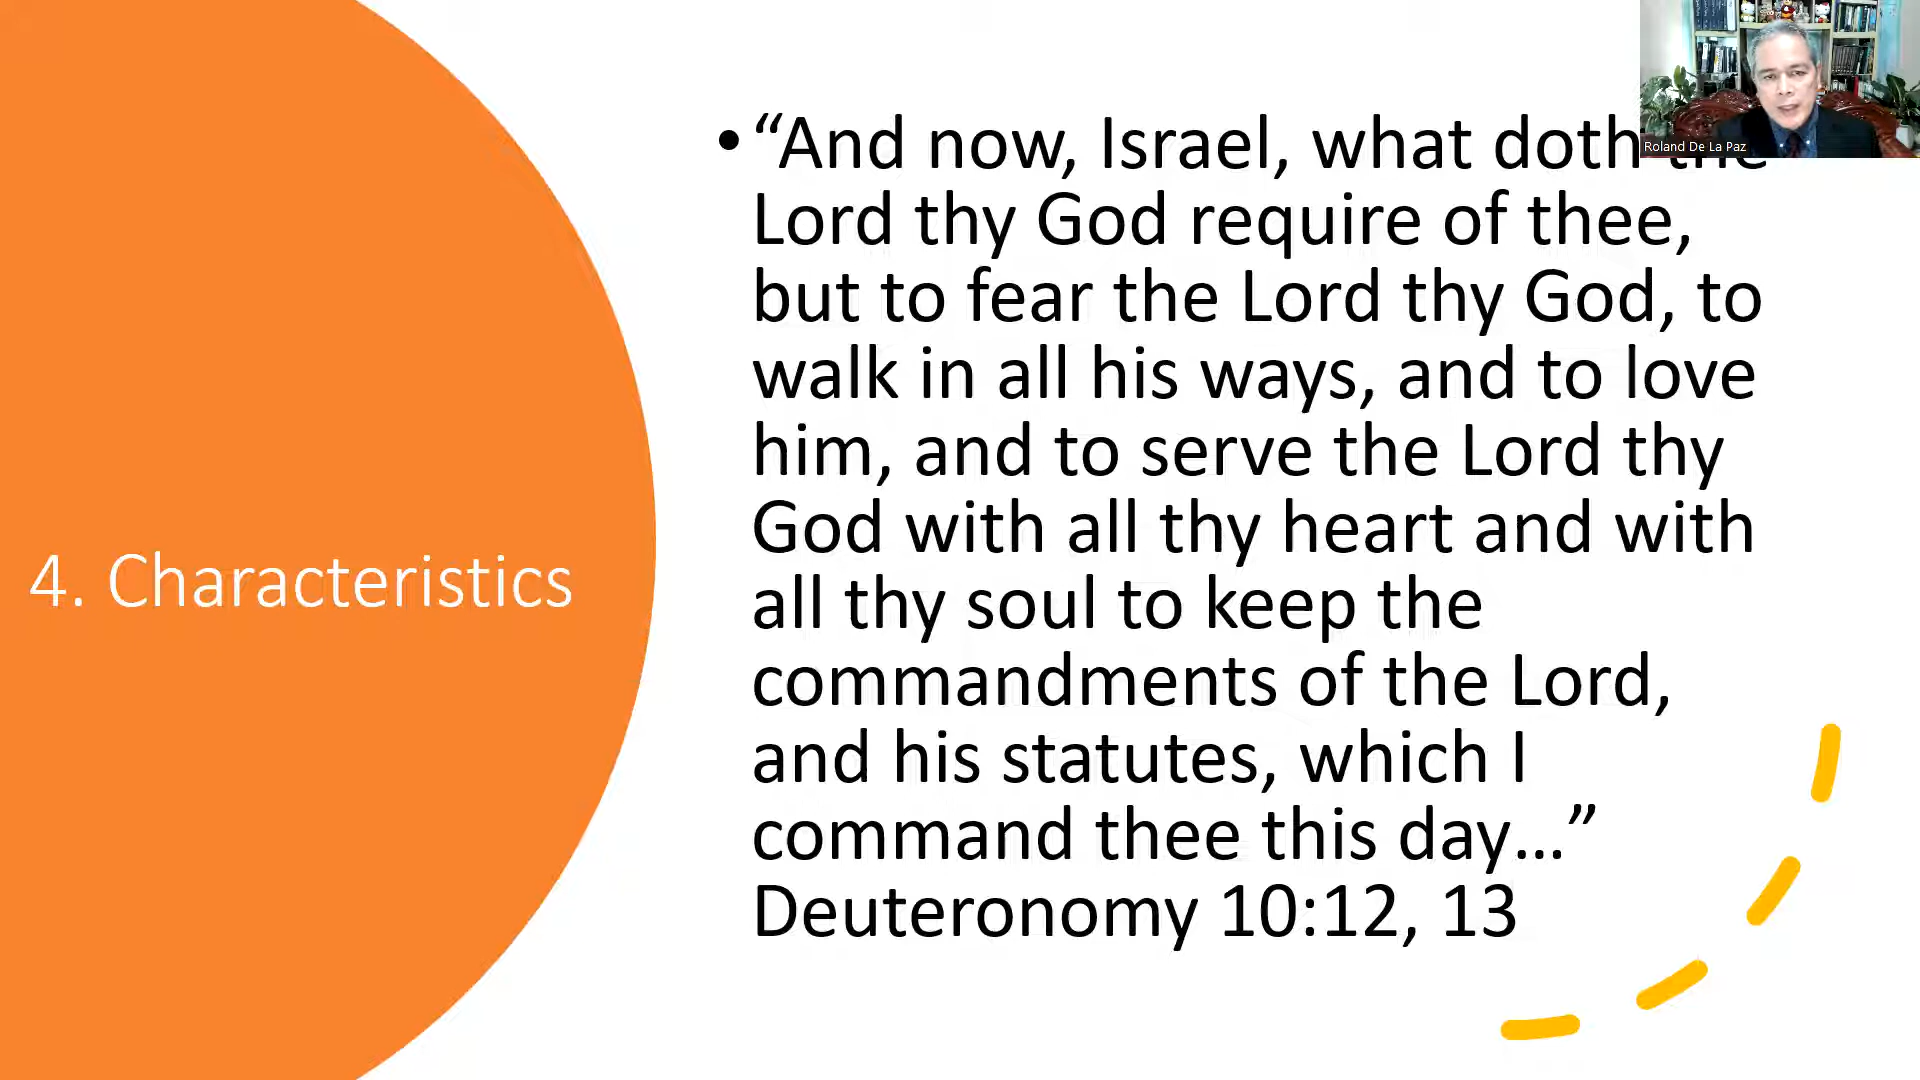 4. Characteristics
• “And now, Israel, what doth the
Lord thy God require of thee,
but to fear the Lord thy God, to
walk in all his ways, and to love
him, and to serve the Lord thy
God with all thy heart and with
all thy soul to keep the
commandments of the Lord,
and his statutes, which I
command thee this day...”
Deuteronomy 10:12, 13
Roland De La Paz